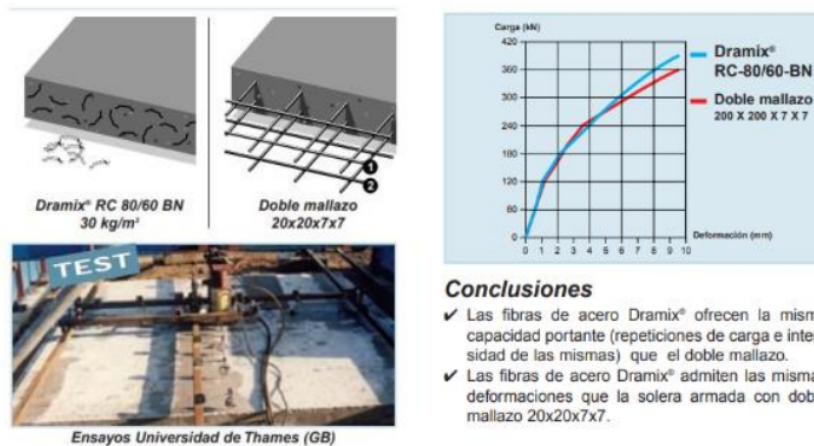 Dramix® RC 80/60 BN
30 kg/m³
1
2
Doble mallazo
20x20x7x7
TEST
Ensayos Universidad de Thames (GB)
Carga (kN)
420
360
300
240
180
120
60
0
0 1 2 3 4 5 6 7 8 9 10
Deformación (mm)
Dramix®
RC-80/60-BN
Doble mallazo
200 X 200 X 7 X 7
Conclusiones
✔ Las fibras de acero Dramix® ofrecen la mism
capacidad portante (repeticiones de carga e inter
sidad de las mismas) que el doble mallazo.
✔ Las fibras de acero Dramix® admiten las misma
deformaciones que la solera armada con dob
mallazo 20x20x7x7.